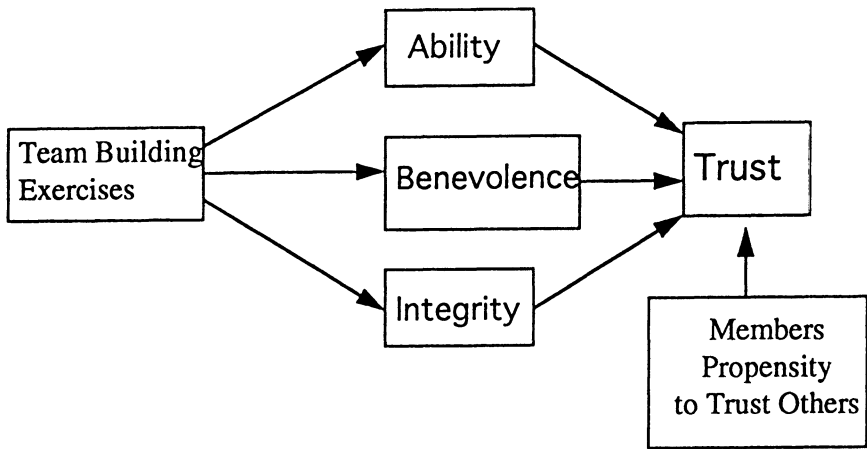 Ability
Team Building
Exercises
Benevolence
Trust
Integrity
Members
Propensity
to Trust Others